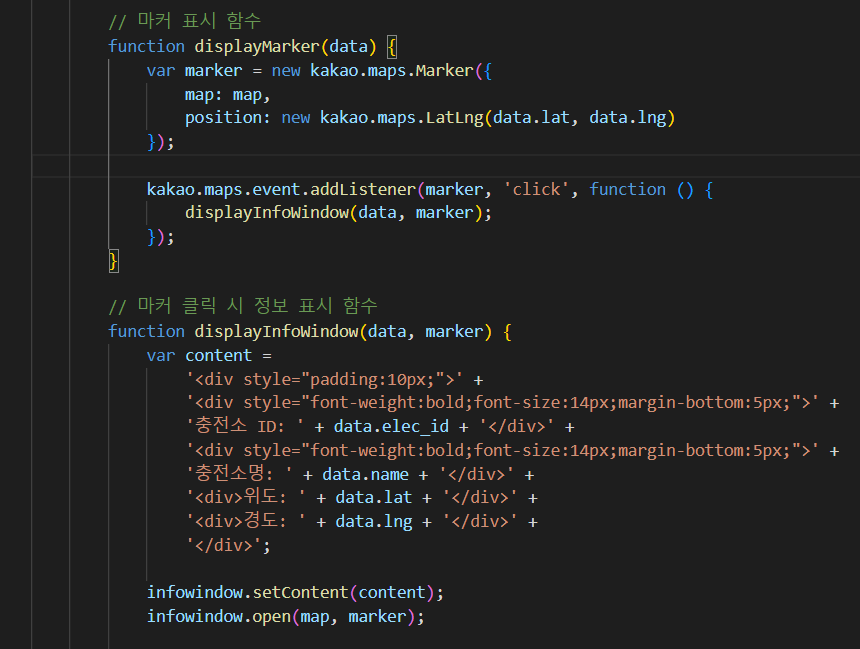 // 마커 표시 함수
function displayMarker(data) {
var marker = new kakao.maps.Marker({
map: map,
position: new kakao.maps.LatLng(data.lat, data.lng)
});
kakao.maps.event.addListener(marker, 'click', function () {
displayInfoWindow(data, marker);
});
}
// 마커 클릭 시 정보 표시 함수
function displayInfoWindow(data, marker) {
var content =
'<div style="padding:10px;">' +
'<div style="font-weight:bold;font-size:14px;margin-bottom:5px;">' +
'충전소 ID: ' + data.elec_id + '</div>' +
'<div style="font-weight:bold;font-size:14px;margin-bottom:5px;">' +
'충전소명: ' + data.name + '</div>' +
'<div>위도: ' + data.lat + '</div>' +
'<div>경도: ' + data.lng + '</div>' +
'</div>';
infowindow.setContent(content);
infowindow.open(map, marker);